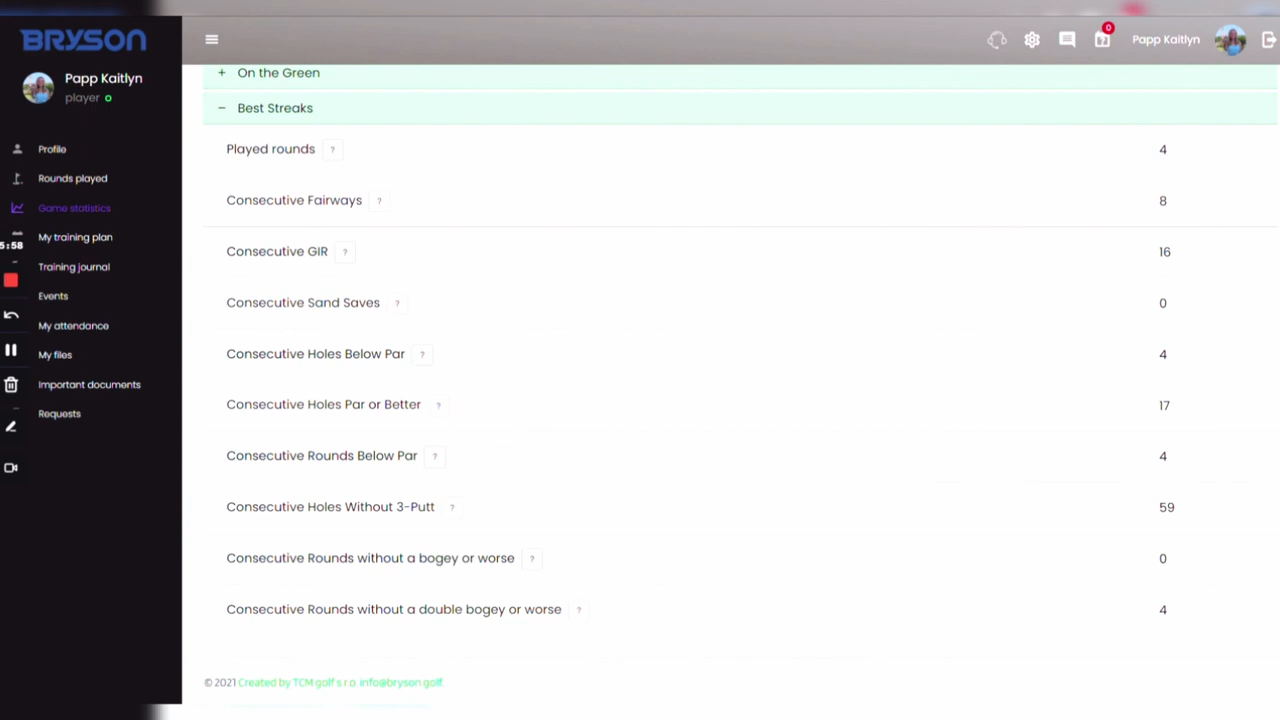 BRYSON
0
Papp Kaitlyn
Papp Kaitlyn
player
Profile
Rounds played
Game statistics
5:58
My training plan
Training journal
Events
My attendance
My files
Important documents
Requests
+ On the Green
− Best Streaks
Played rounds ? 4
Consecutive Fairways ? 8
Consecutive GIR ? 16
Consecutive Sand Saves ? 0
Consecutive Holes Below Par ? 4
Consecutive Holes Par or Better ? 17
Consecutive Rounds Below Par ? 4
Consecutive Holes Without 3-Putt ? 59
Consecutive Rounds without a bogey or worse ? 0
Consecutive Rounds without a double bogey or worse ? 4
© 2021 Created by TCM golf s r o. info@bryson golf.